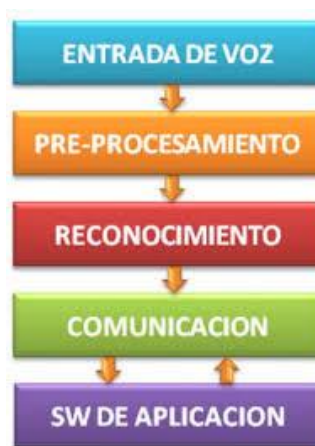 ENTRADA DE VOZ
PRE-PROCESAMIENTO
RECONOCIMIENTO
COMUNICACION
SW DE APLICACION